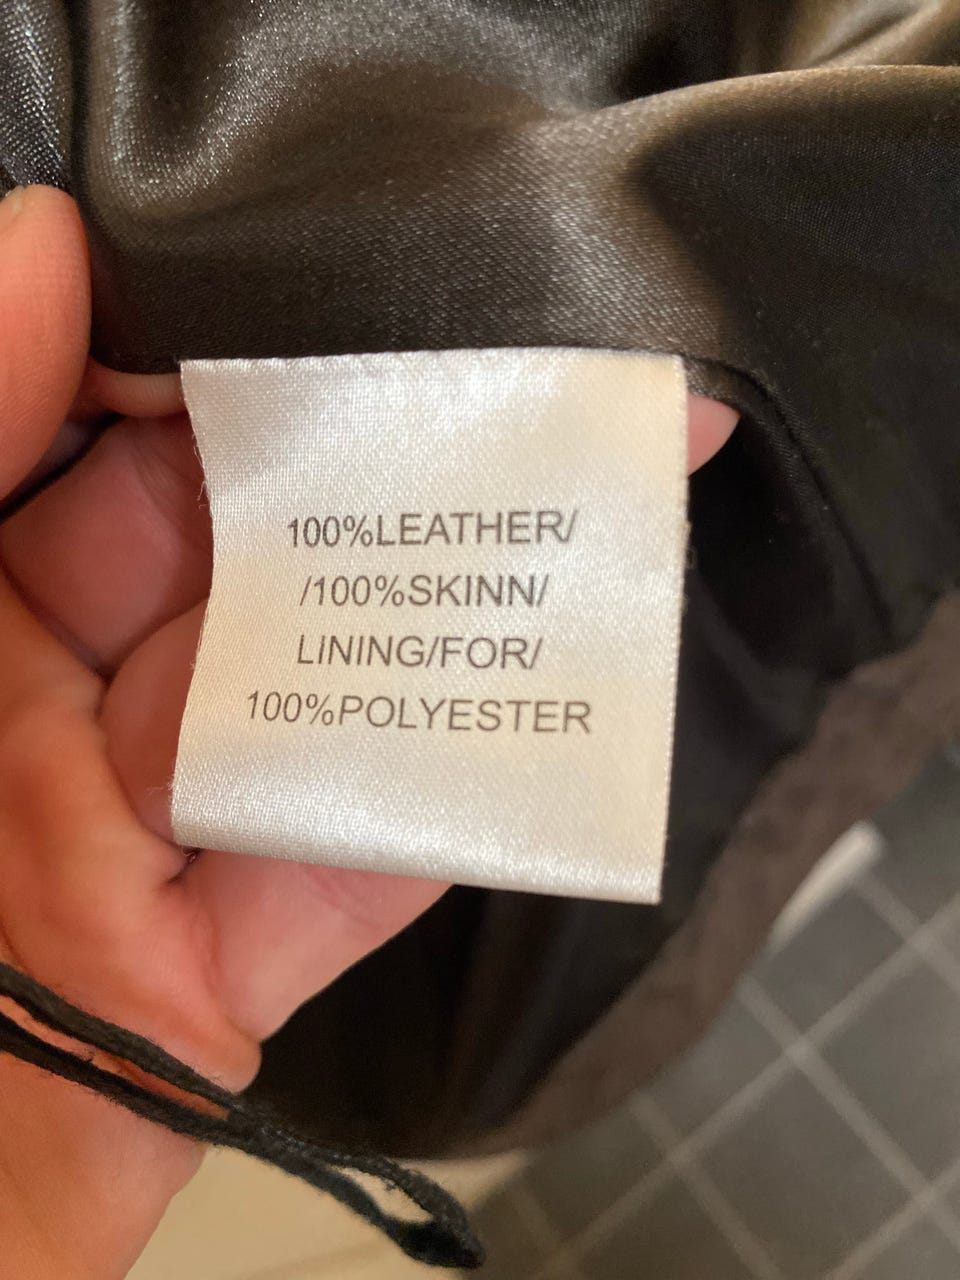 100%LEATHER/
/100%SKINN/
LINING/FOR/
100%POLYESTER